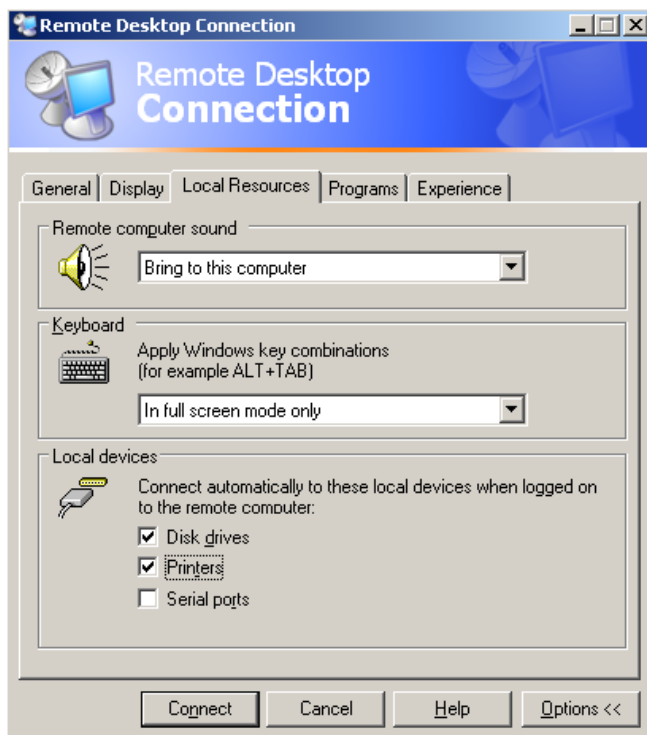 Remote Desktop Connection
Remote Desktop
Connection
General Display Local Resources Programs Experience
Remote computer sound
Bring to this computer
Keyboard
Apply Windows key combinations
(for example ALT+TAB)
In full screen mode only
Local devices
Connect automatically to these local devices when logged on
to the remote computer:
Disk drives
Printers
Serial ports
Connect Cancel Help Options <<